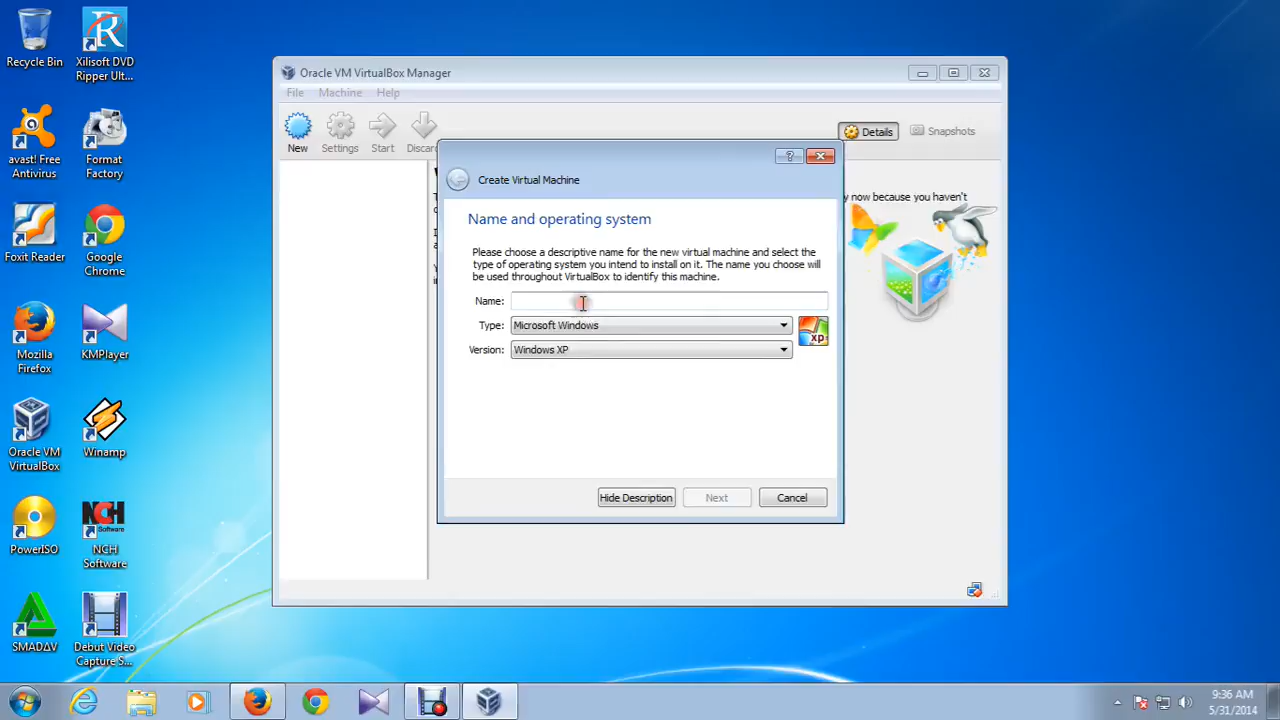 Recycle Bin
Xilisoft DVD
Ripper Ult...
avast! Free
Antivirus
Format
Factory
Foxit Reader
Google
Chrome
Mozilla
Firefox
KMPlayer
Oracle VM
VirtualBox
Winamp
PowerISO
NCH
Software
NCH
Software
SMADΔV
Debut Video
Capture S...
Oracle VM VirtualBox Manager
File Machine Help
New
Settings
Start
Discar
Details
Snapshots
y now because you haven't
Create Virtual Machine
Name and operating system
Please choose a descriptive name for the new virtual machine and select the
type of operating system you intend to install on it. The name you choose will
be used throughout VirtualBox to identify this machine.
Name:
Type: Microsoft Windows
xp
Version: Windows XP
Hide Description Next Cancel
9:36 AM
5/31/2014